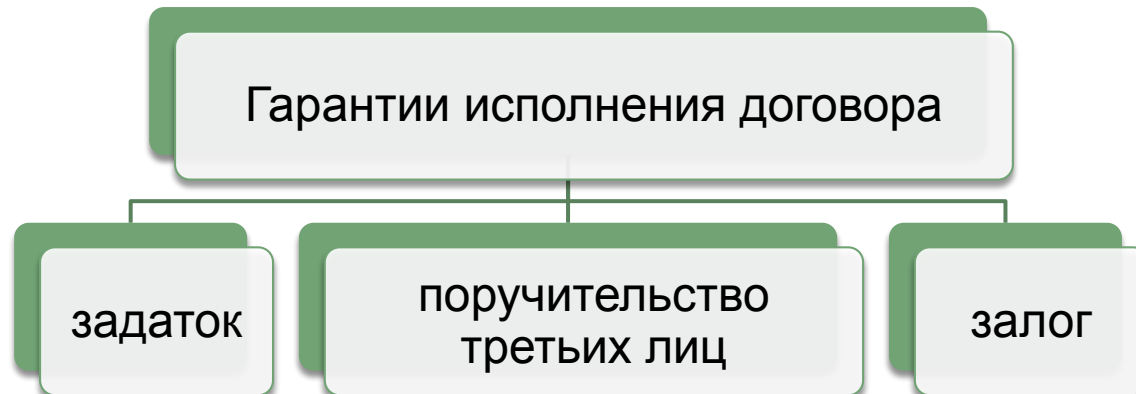 Гарантии исполнения договора
задаток
поручительство
третьих лиц
залог